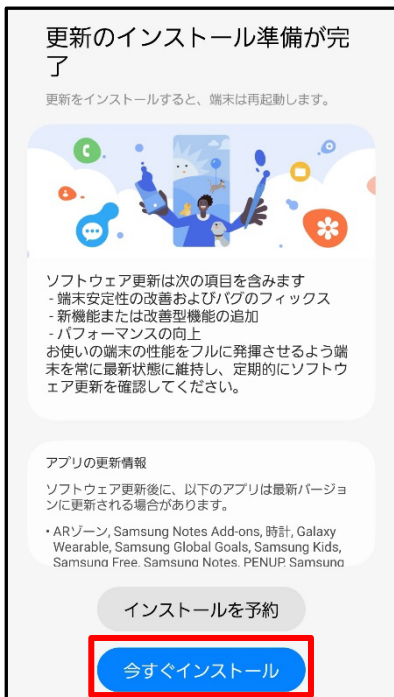 更新のインストール準備が完
了
更新をインストールすると、端末は再起動します。
ソフトウェア更新は次の項目を含みます
- 端末安定性の改善およびバグのフィックス
- 新機能または改善型機能の追加
- パフォーマンスの向上
お使いの端末の性能をフルに発揮させるよう端
末を常に最新状態に維持し、定期的にソフトウ
ェア更新を確認してください。
アプリの更新情報
ソフトウェア更新後に、以下のアプリは最新バージョ
ンに更新される場合があります。
• ARゾーン, Samsung Notes Add-ons, 時計, Galaxy
Wearable, Samsung Global Goals, Samsung Kids,
Samsung Free, Samsung Notes, PENUP, Samsung
インストールを予約
今すぐインストール